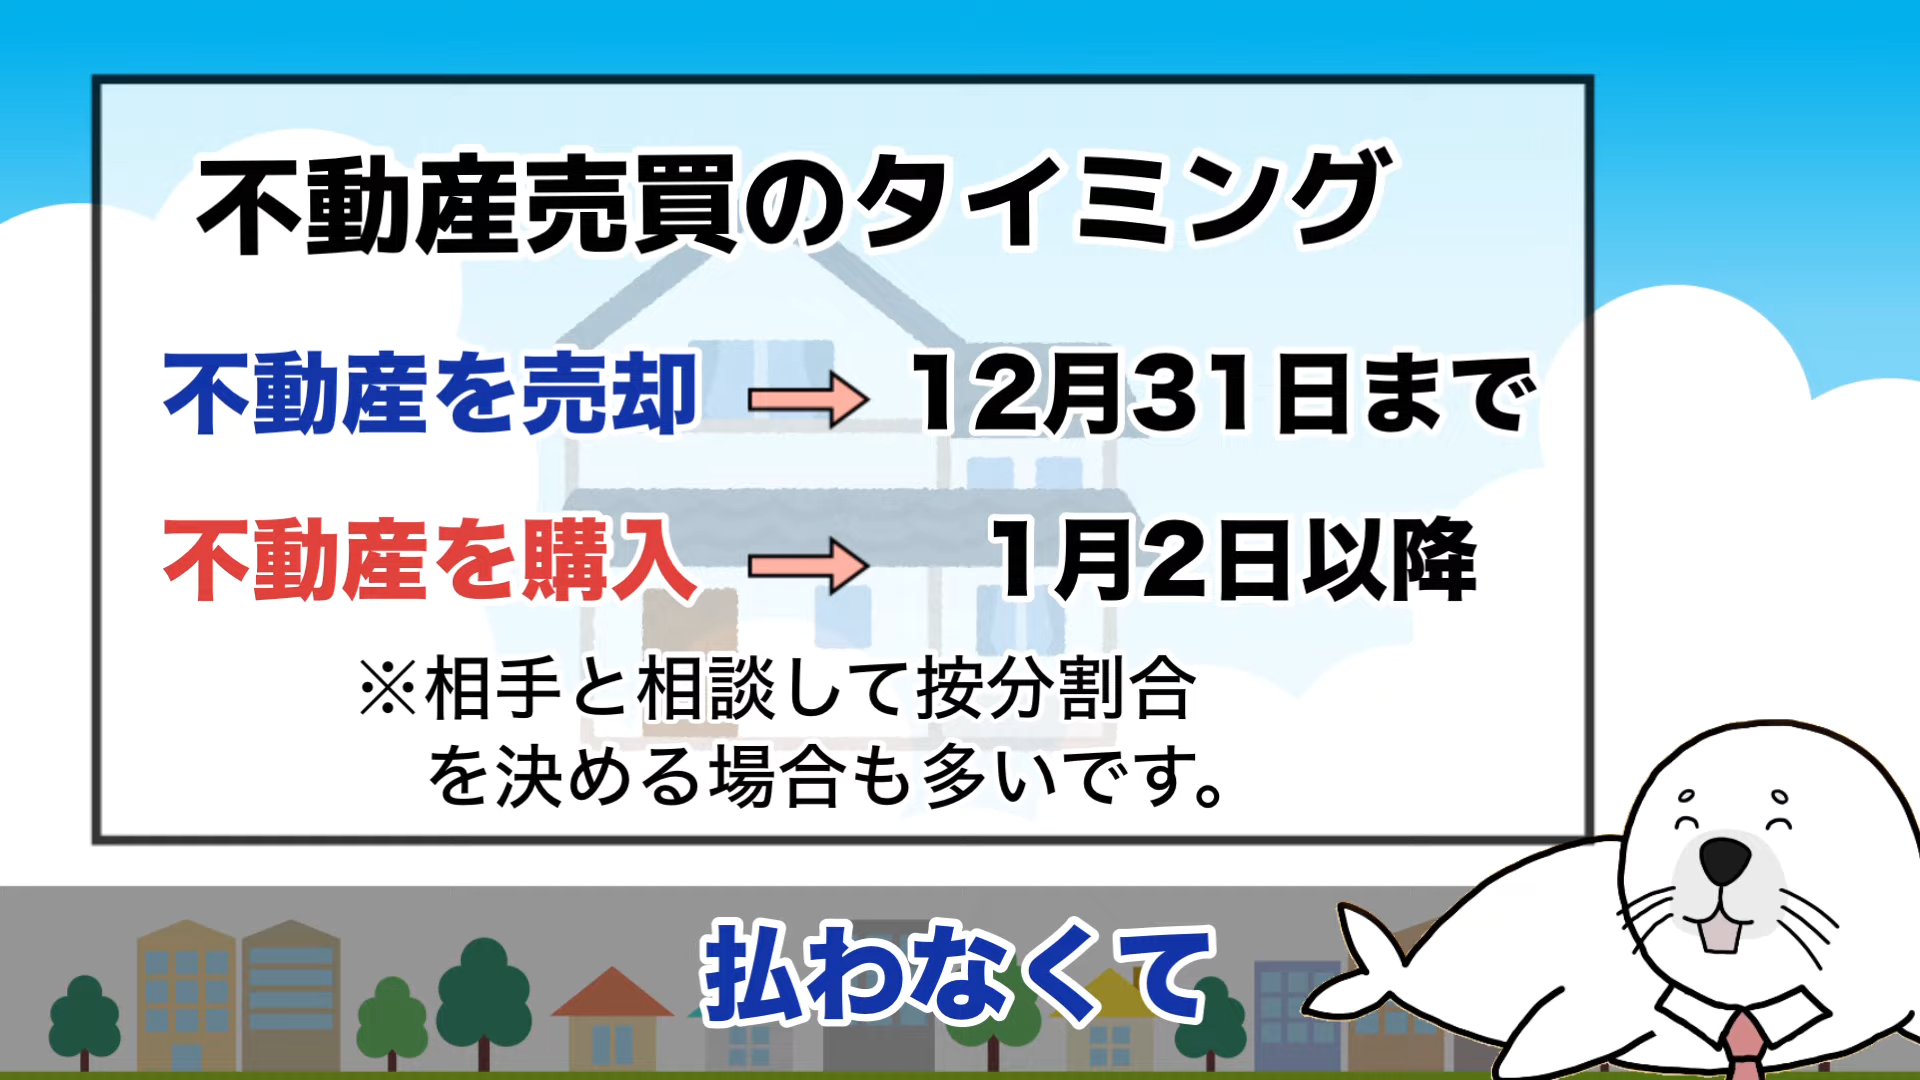 不動産売買のタイミング
不動産を売却 → 12月31日まで
不動産を購入 → 1月2日以降
※相手と相談して按分割合
を決める場合も多いです。
払わなくて